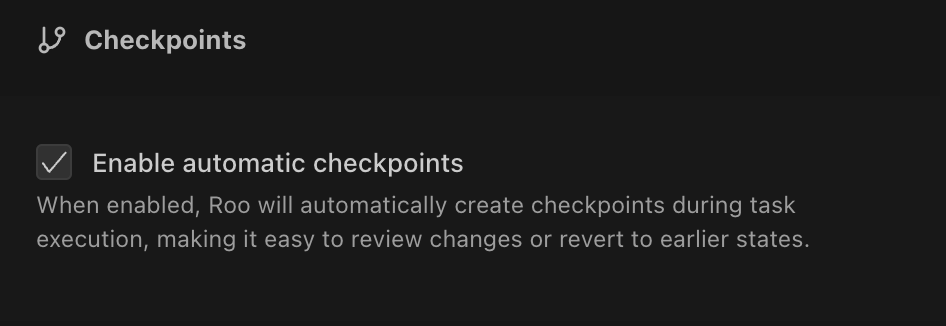 Checkpoints
Enable automatic checkpoints
When enabled, Roo will automatically create checkpoints during task
execution, making it easy to review changes or revert to earlier states.